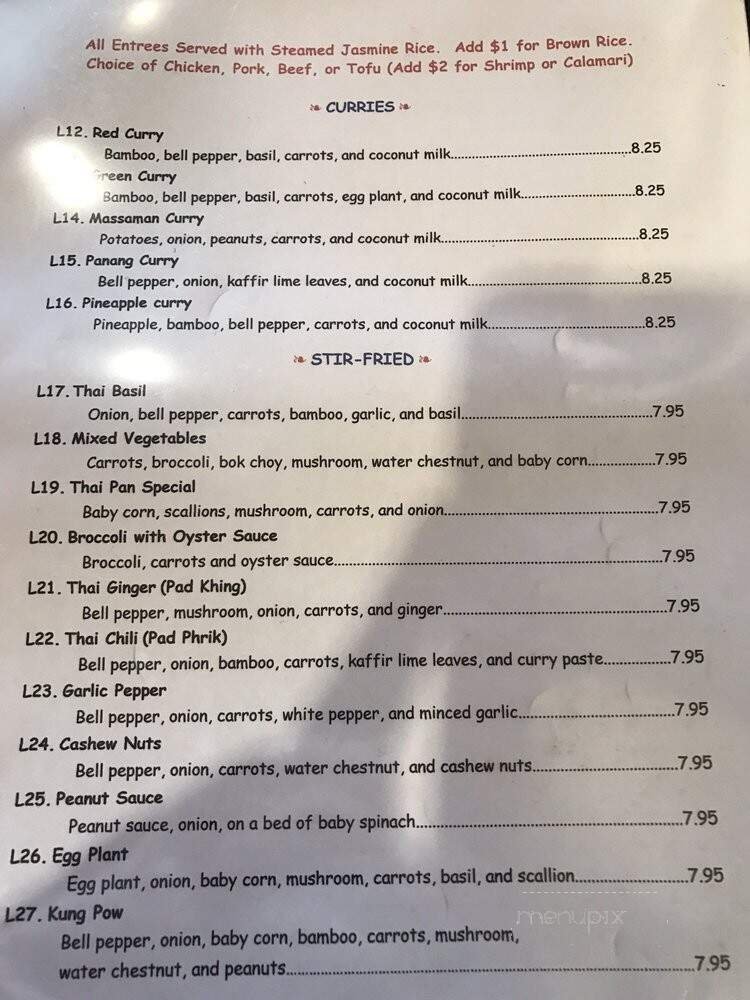 All Entrees Served with Steamed Jasmine Rice. Add $1 for Brown Rice.
Choice of Chicken, Pork, Beef, or Tofu (Add $2 for Shrimp or Calamari)
CURRIES
L12. Red Curry
Bamboo, bell pepper, basil, carrots, and coconut milk..........8.25
Green Curry
Bamboo, bell pepper, basil, carrots, egg plant, and coconut milk..........8.25
L14. Massaman Curry
Potatoes, onion, peanuts, carrots, and coconut milk..........8.25
L15. Panang Curry
Bell pepper, onion, kaffir lime leaves, and coconut milk..........8.25
L16. Pineapple curry
Pineapple, bamboo, bell pepper, carrots, and coconut milk..........8.25
STIR-FRIED
L17. Thai Basil
Onion, bell pepper, carrots, bamboo, garlic, and basil..........7.95
L18. Mixed Vegetables
Carrots, broccoli, bok choy, mushroom, water chestnut, and baby corn..........7.95
L19. Thai Pan Special
Baby corn, scallions, mushroom, carrots, and onion..........7.95
L20. Broccoli with Oyster Sauce
Broccoli, carrots and oyster sauce..........7.95
L21. Thai Ginger (Pad Khing)
Bell pepper, mushroom, onion, carrots, and ginger..........7.95
L22. Thai Chili (Pad Phrik)
Bell pepper, onion, bamboo, carrots, kaffir lime leaves, and curry paste..........7.95
L23. Garlic Pepper
Bell pepper, onion, carrots, white pepper, and minced garlic..........7.95
L24. Cashew Nuts
Bell pepper, onion, carrots, water chestnut, and cashew nuts..........7.95
L25. Peanut Sauce
Peanut sauce, onion, on a bed of baby spinach..........7.95
L26. Egg Plant
Egg plant, onion, baby corn, mushroom, carrots, basil, and scallion..........7.95
L27. Kung Pow
menupix
Bell pepper, onion, baby corn, bamboo, carrots, mushroom,
water chestnut, and peanuts..........7.95